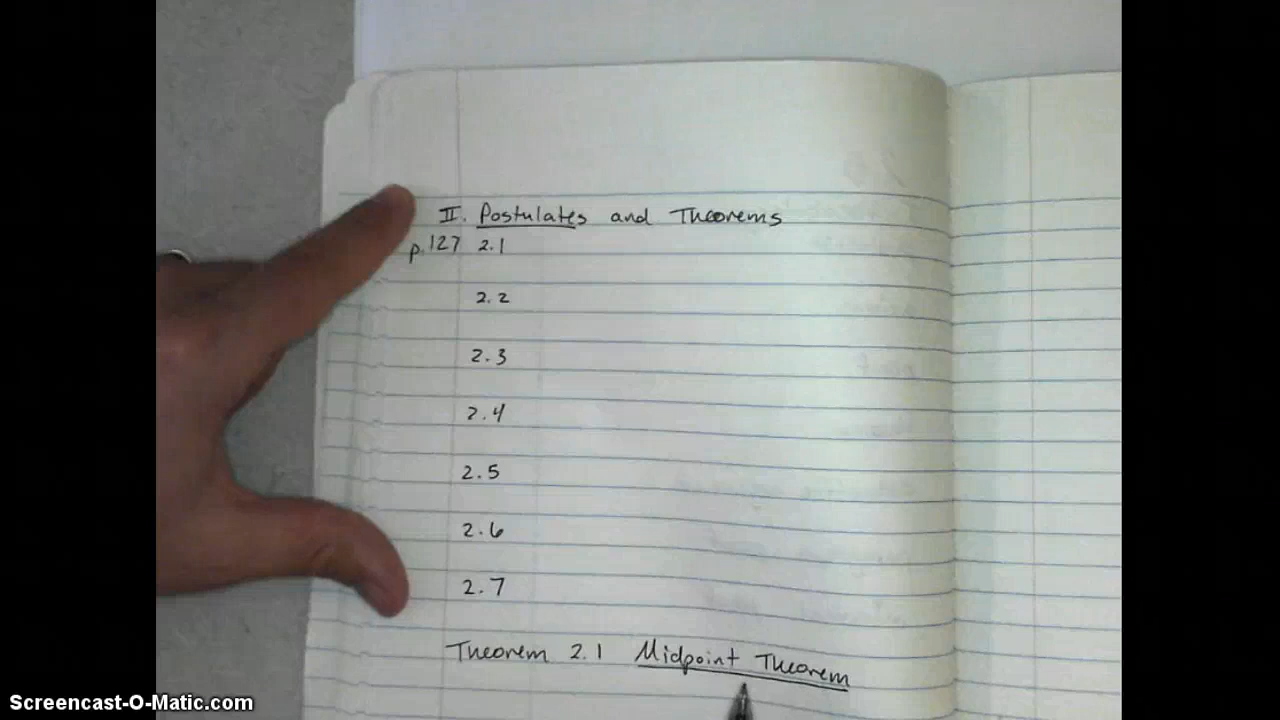 II. Postulates and Theorems
p.127 2.1
2.2
2.3
2.4
2.5
2.6
2.7
Theorem 2.1 Midpoint Theorem
Screencast-O-Matic.com